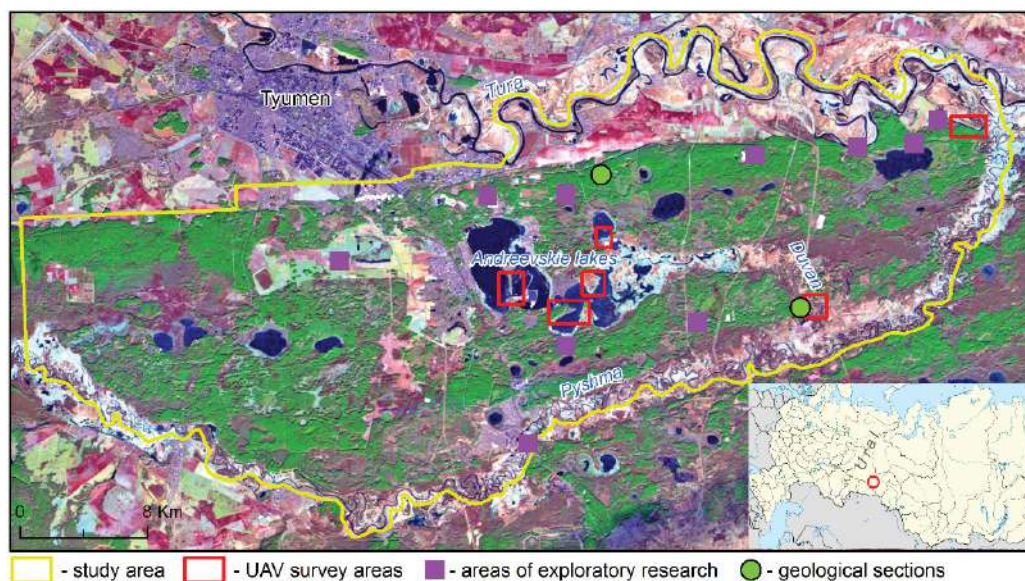 Tyumen
Tura
Andreevskie lakes
Duvan
Pyshma
Ural
0 8 Km
- study area - UAV survey areas - areas of exploratory research - geological sections